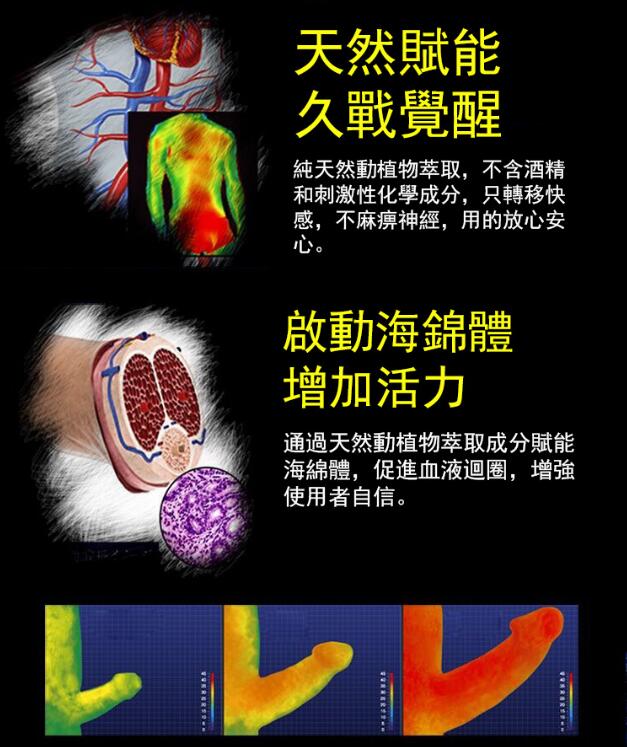 天然賦能
久戰覺醒
純天然動植物萃取，不含酒精
和刺激性化學成分，只轉移快
感，不麻痹神經，用的放心安
心。
啟動海錦體
增加活力
通過天然動植物萃取成分賦能
海綿體，促進血液迴圈，增強
使用者自信。